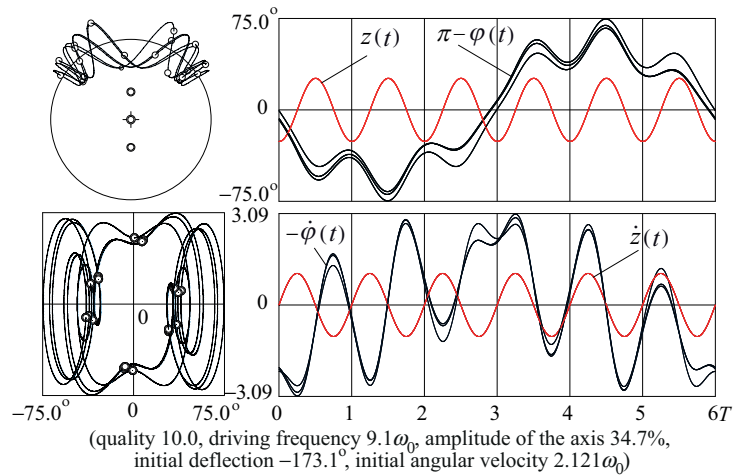 75.0°
z(t)
π−φ(t)
0
−75.0°
3.09
−φ̇(t)
ż(t)
0
0
−3.09
−75.0° 0 75.0°
0 1 2 3 4 5 6T
(quality 10.0, driving frequency 9.1ω₀, amplitude of the axis 34.7%,
initial deflection −173.1°, initial angular velocity 2.121ω₀)